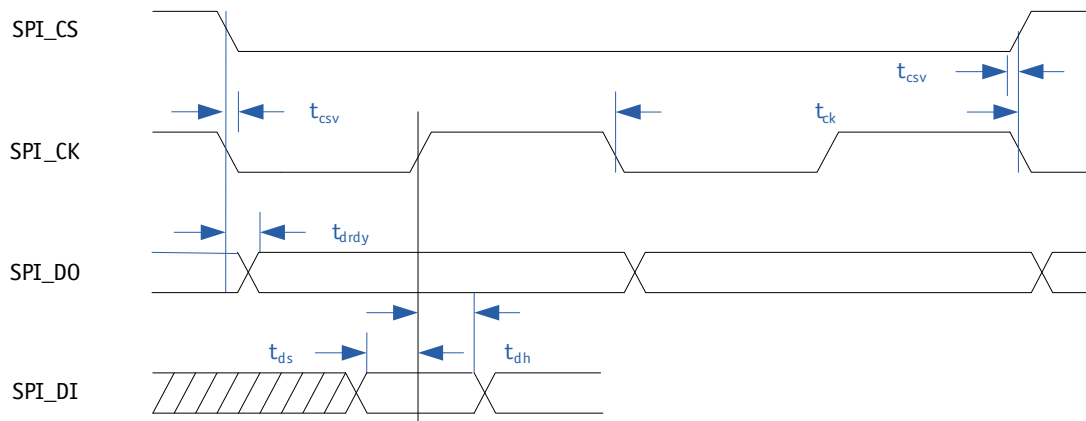 SPI_CS
t_csv
t_csv
t_ck
SPI_CK
t_drdy
SPI_DO
t_ds
t_dh
SPI_DI